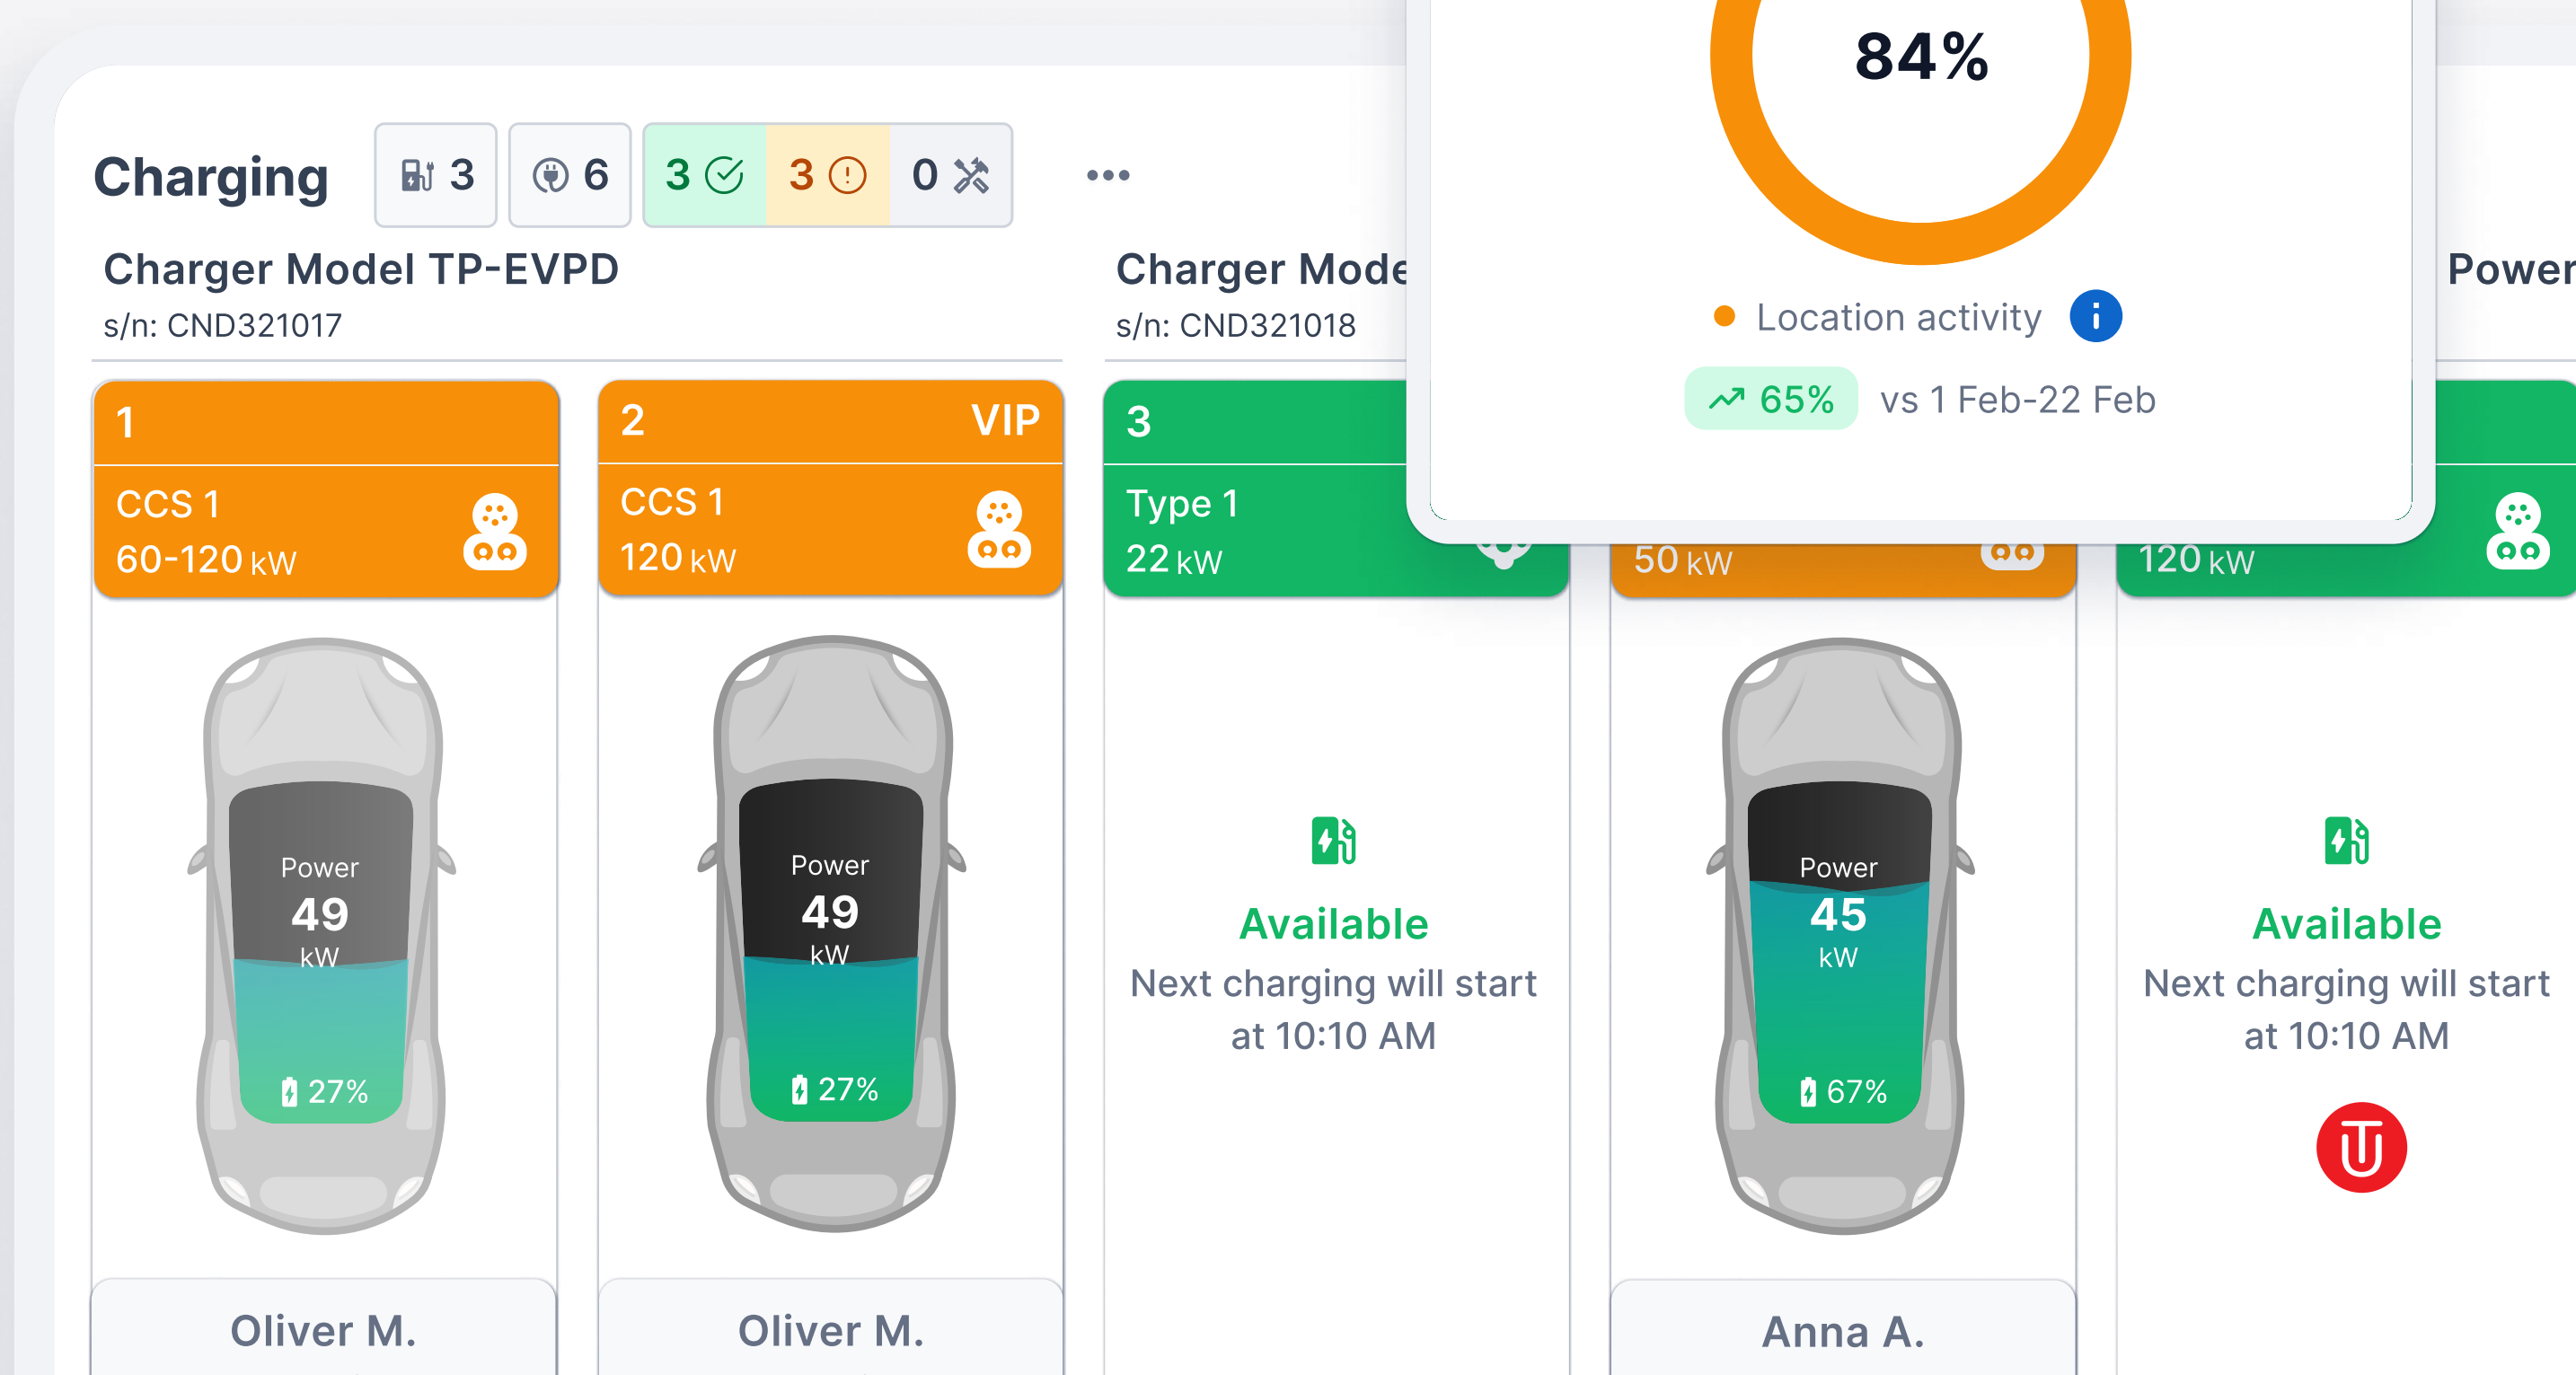 84%
Location activity
65% vs 1 Feb-22 Feb
Charging 3 6 3 3 0
Charger Model TP-EVPD
s/n: CND321017
Charger
s/n: CND321018
Power
1
CCS 1
60-120 kW
2 VIP
CCS 1
120 kW
3
Type 1
22 kW
50 kW
120 kW
Power
49
kW
27%
Power
49
kW
27%
Available
Next charging will start
at 10:10 AM
Power
45
kW
67%
Available
Next charging will start
at 10:10 AM
Oliver M.
Oliver M.
Anna A.